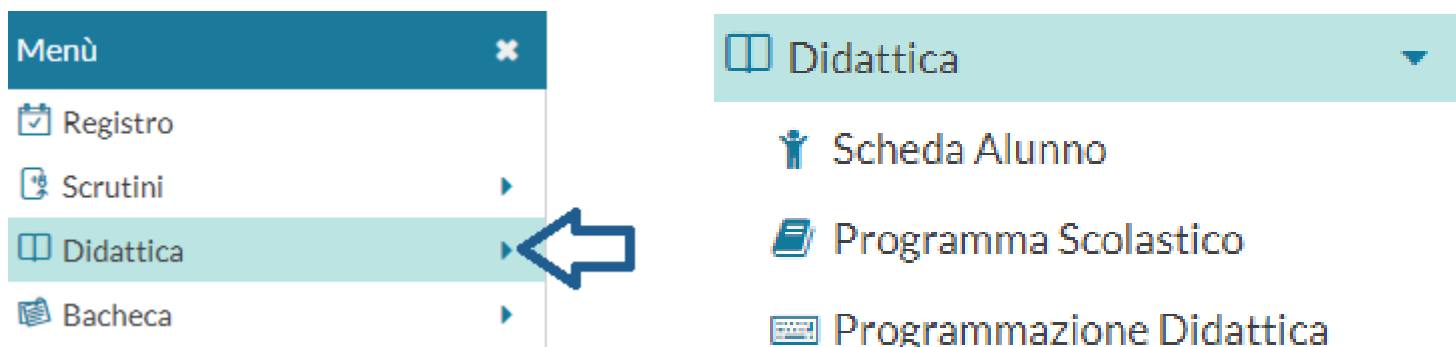 Menù
Registro
Scrutini
Didattica
Bacheca
Didattica
Scheda Alunno
Programma Scolastico
Programmazione Didattica